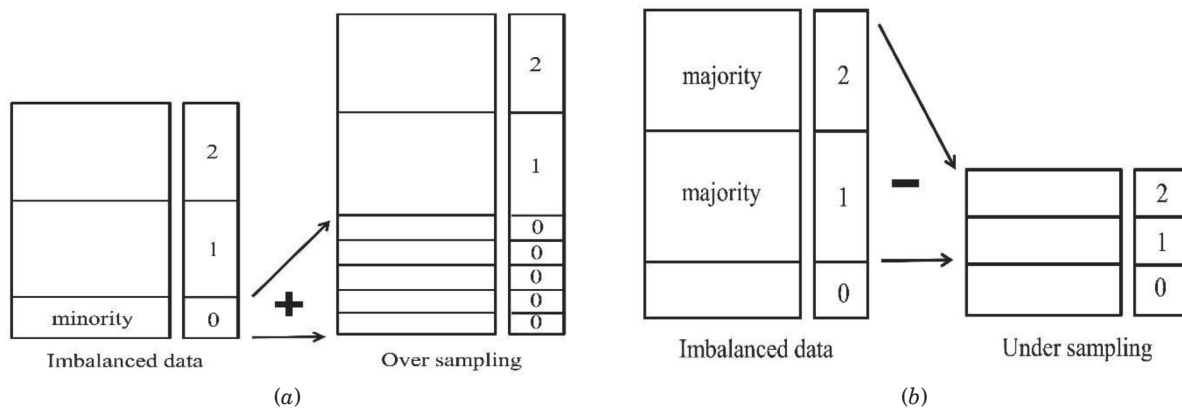 2
1
minority
0
Imbalanced data
+
2
1
0
0
0
0
0
Over sampling
(a)
majority
2
majority
1
0
Imbalanced data
−
2
1
0
Under sampling
(b)